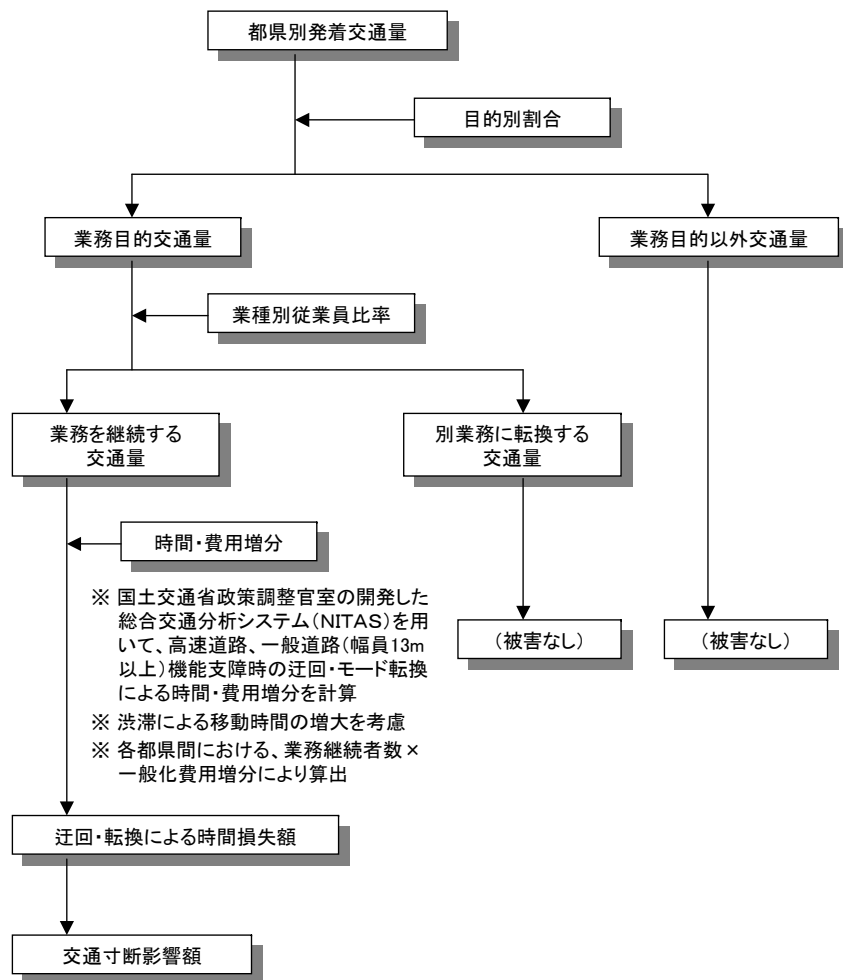 都県別発着交通量
目的別割合
業務目的交通量
業務目的以外交通量
業種別従業員比率
業務を継続する
交通量
別業務に転換する
交通量
時間・費用増分
※ 国土交通省政策調整官室の開発した
総合交通分析システム(NITAS)を用
いて、高速道路、一般道路(幅員13m
以上)機能支障時の迂回・モード転換
による時間・費用増分を計算
※ 渋滞による移動時間の増大を考慮
※ 各都県間における、業務継続者数×
一般化費用増分により算出
(被害なし)
(被害なし)
迂回・転換による時間損失額
交通寸断影響額